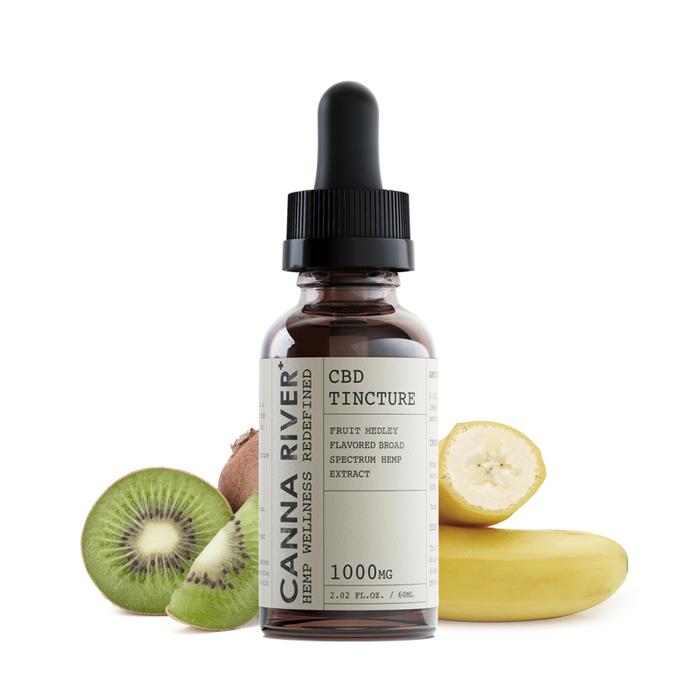 CANNA RIVER+
HEMP WELLNESS REDEFINED
CBD
TINCTURE
FRUIT MEDLEY
FLAVORED BROAD
SPECTRUM HEMP
EXTRACT
1000MG
2.02 FL.OZ. / 60ML